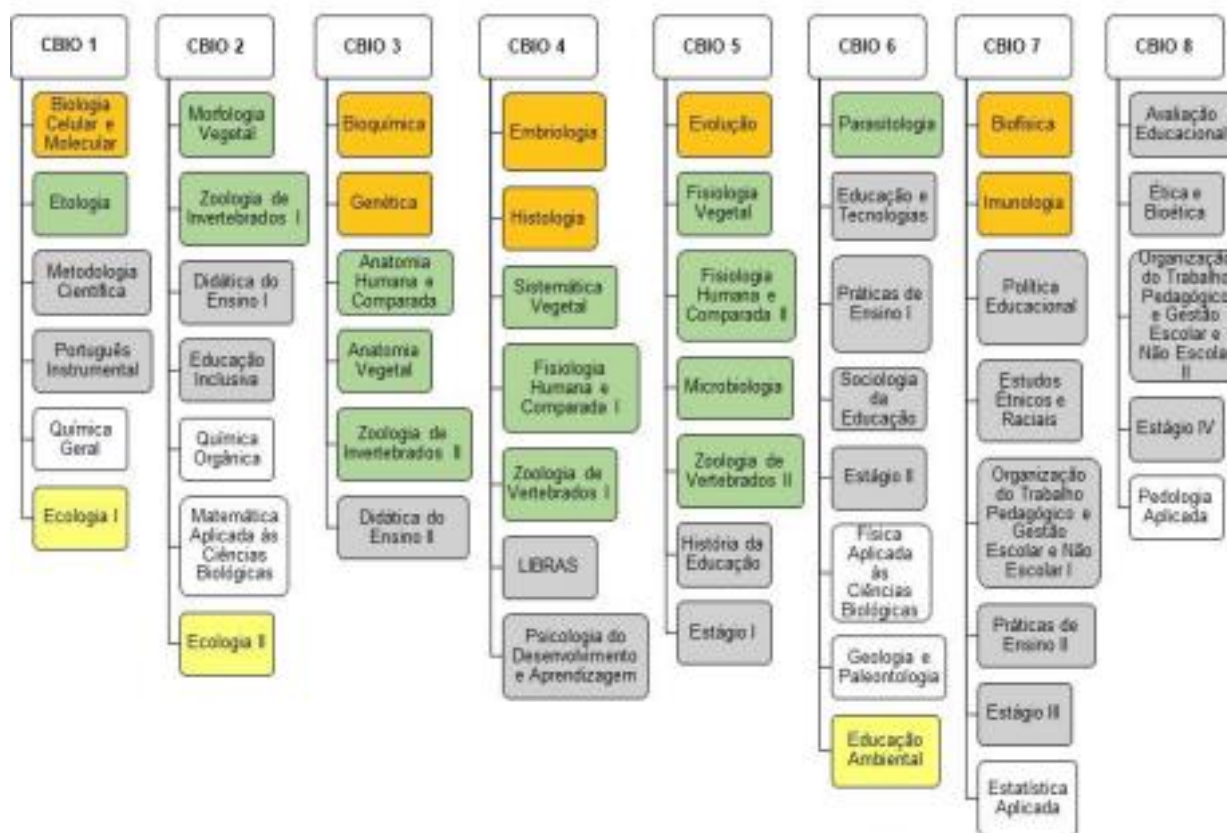 CBIO 1
Biologia
Celular e
Molecular
Etologia
Metodologia
Científica
Português
Instrumental
Química
Geral
Ecologia I
CBIO 2
Morfologia
Vegetal
Zoologia de
Invertebrados I
Didática do
Ensino I
Educação
Inclusiva
Química
Orgânica
Matemática
Aplicada às
Ciências
Biológicas
Ecologia II
CBIO 3
Bioquímica
Genética
Anatomia
Humana e
Comparada
Anatomia
Vegetal
Zoologia de
Invertebrados II
Didática do
Ensino II
CBIO 4
Embriologia
Histologia
Sistemática
Vegetal
Fisiologia
Humana e
Comparada I
Zoologia de
Vertebrados I
LIBRAS
Psicologia do
Desenvolvimento
e Aprendizagem
CBIO 5
Evolução
Fisiologia
Vegetal
Fisiologia
Humana e
Comparada II
Microbiologia
Zoologia de
Vertebrados II
História da
Educação
Estágio I
CBIO 6
Parasitologia
Educação e
Tecnologias
Práticas de
Ensino I
Sociologia
da
Educação
Estágio II
Física
Aplicada
às
Ciências
Biológicas
Geologia e
Paleontologia
Educação
Ambiental
CBIO 7
Biofísica
Imunologia
Política
Educacional
Estudos
Étnicos e
Raciais
Organização
do Trabalho
Pedagógico e
Gestão
Escolar e Não
Escolar I
Práticas de
Ensino II
Estágio III
Estatística
Aplicada
CBIO 8
Avaliação
Educacional
Ética e
Bioética
Organização
do Trabalho
Pedagógico
e Gestão
Escolar e
Não Escolar
II
Estágio IV
Pedologia
Aplicada